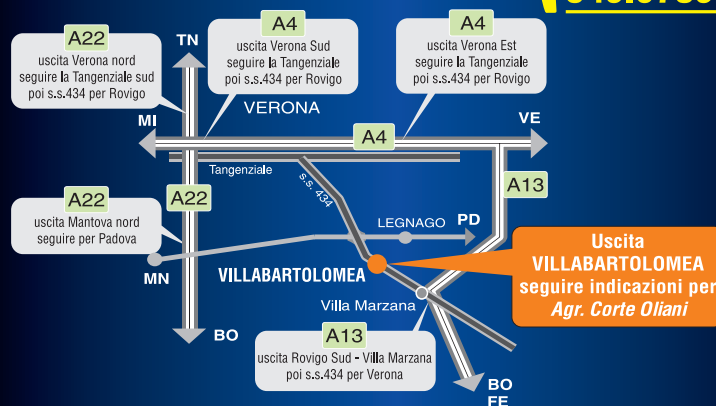 A22
uscita Verona nord
seguire la Tangenziale sud
poi s.s.434 per Rovigo
TN
A4
uscita Verona Sud
seguire la Tangenziale
poi s.s.434 per Rovigo
A4
uscita Verona Est
seguire la Tangenziale
poi s.s.434 per Rovigo
VERONA
MI
A4
VE
Tangenziale
s.s. 434
A22
A13
A22
uscita Mantova nord
seguire per Padova
LEGNAGO
PD
MN
VILLABARTOLOMEA
Uscita
VILLABARTOLOMEA
seguire indicazioni per
Agr. Corte Oliani
Villa Marzana
BO
A13
uscita Rovigo Sud - Villa Marzana
poi s.s.434 per Verona
BO
FE